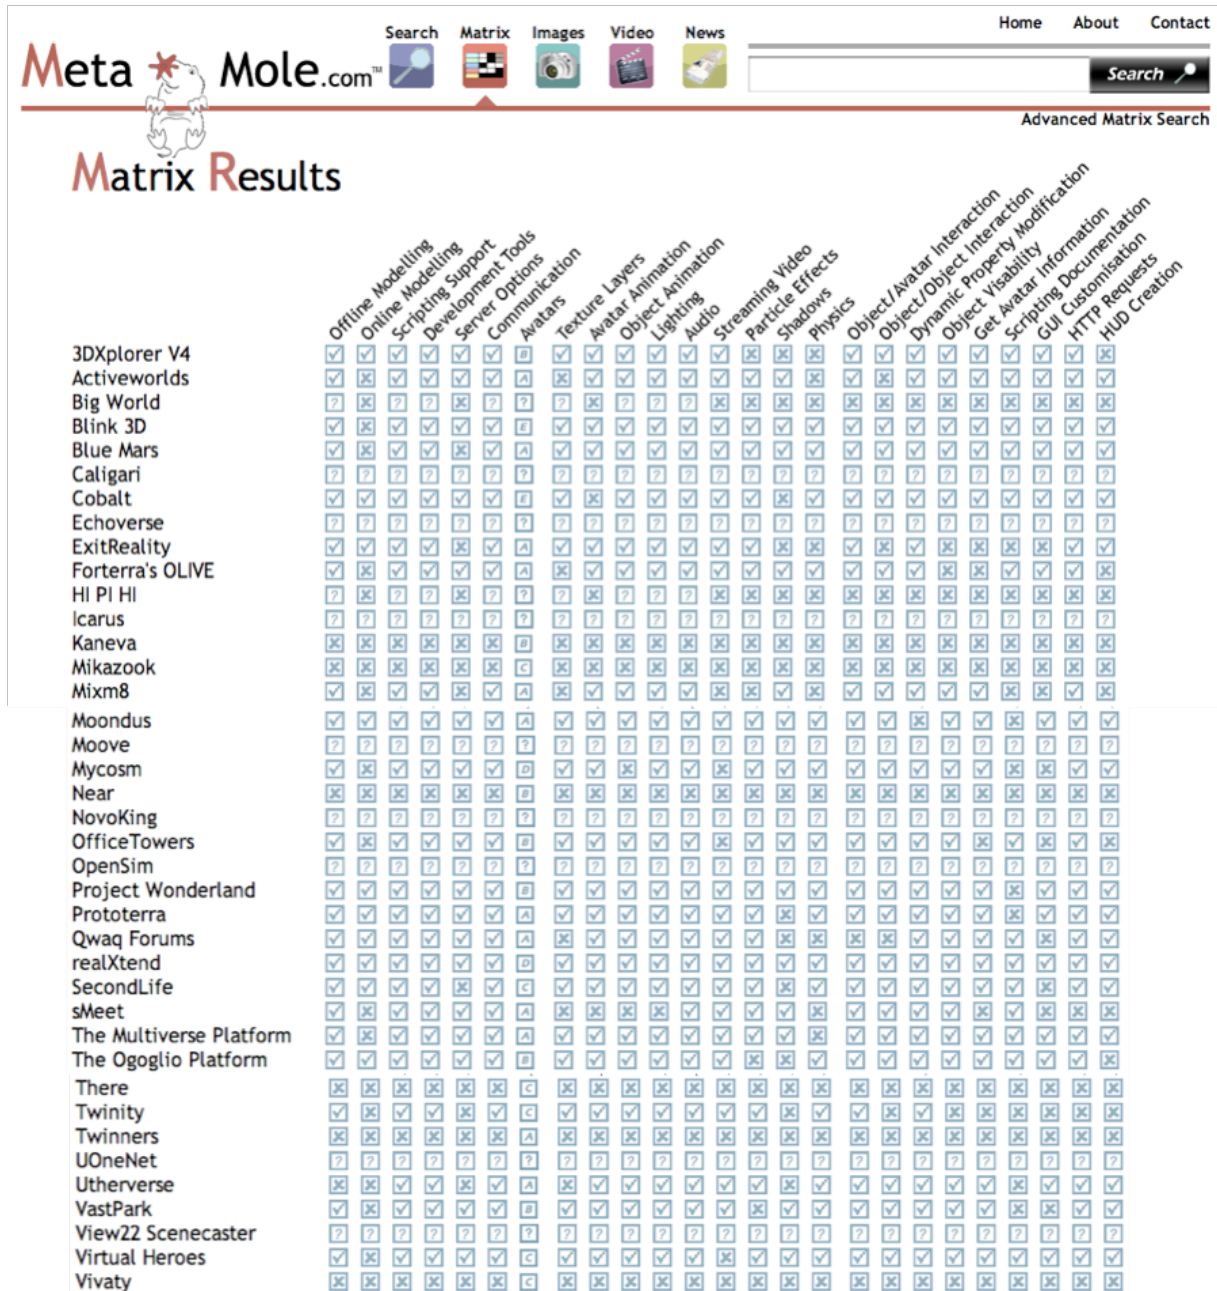 Home About Contact
Search Matrix Images Video News
Meta Mole.com™
Search
Advanced Matrix Search
Matrix Results
Offline Modelling
Online Modelling
Scripting Support
Development Tools
Server Options
Communication
Avatars
Texture Layers
Avatar Animation
Object Animation
Lighting
Audio
Streaming Video
Particle Effects
Shadows
Physics
Object/Avatar Interaction
Object/Object Interaction
Dynamic Property Modification
Object Visability
Get Avatar Information
Scripting Documentation
GUI Customisation
HTTP Requests
HUD Creation
3DXplorer V4 B
Activeworlds A
Big World ? ? ? ? ? ? ? ? ?
Blink 3D E
Blue Mars A
Caligari ? ? ? ? ? ? ? ? ? ? ? ? ? ? ? ? ? ? ? ? ? ? ? ? ?
Cobalt E
Echoverse ? ? ? ? ? ? ? ? ? ? ? ? ? ? ? ? ? ? ? ? ? ? ? ? ?
ExitReality A
Forterra's OLIVE A
HI PI HI ? ? ? ? ? ? ? ? ?
Icarus ? ? ? ? ? ? ? ? ? ? ? ? ? ? ? ? ? ? ? ? ? ? ? ? ?
Kaneva B
Mikazook C
Mixm8 A
Moondus A
Moove ? ? ? ? ? ? ? ? ? ? ? ? ? ? ? ? ? ? ? ? ? ? ? ? ?
Mycosm D
Near B
NovoKing ? ? ? ? ? ? ? ? ? ? ? ? ? ? ? ? ? ? ? ? ? ? ? ? ?
OfficeTowers B
OpenSim ? ? ? ? ? ? ? ? ? ? ? ? ? ? ? ? ? ? ? ? ? ? ? ? ?
Project Wonderland B
Prototerra A
Qwaq Forums A
realXtend D
SecondLife C
sMeet A
The Multiverse Platform A
The Ogoglio Platform B
There C
Twinity C
Twinners A
UOneNet ? ? ? ? ? ? ? ? ? ? ? ? ? ? ? ? ? ? ? ? ? ? ? ? ?
Utherverse A
VastPark B
View22 Scenecaster ? ? ? ? ? ? ? ? ? ? ? ? ? ? ? ? ? ? ? ? ? ? ? ? ?
Virtual Heroes C
Vivaty C